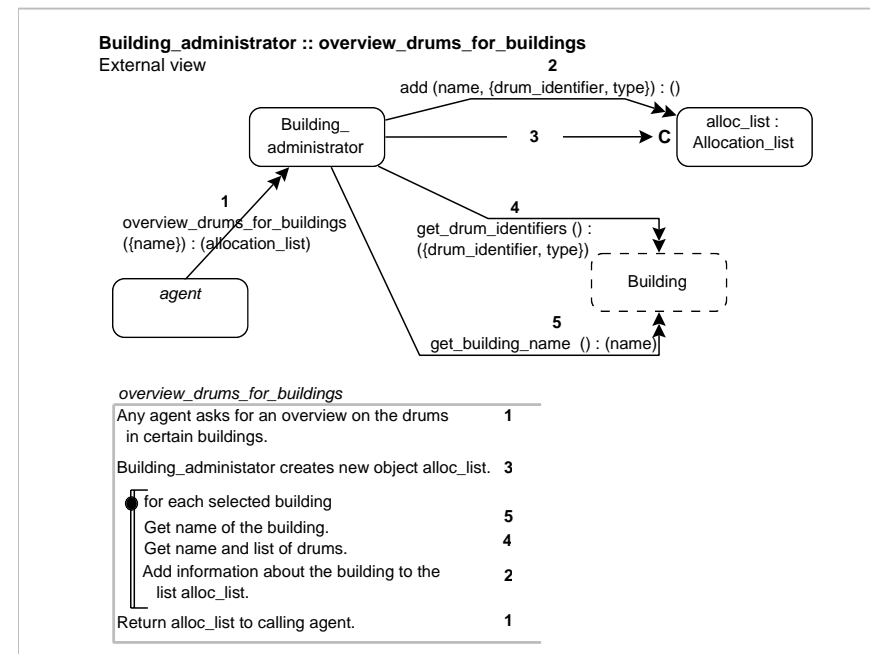 Building_administrator :: overview_drums_for_buildings
External view
2
add (name, {drum_identifier, type}) : ()
Building_
administrator
3
C
alloc_list :
Allocation_list
1
overview_drums_for_buildings
({name}) : (allocation_list)
4
get_drum_identifiers () :
({drum_identifier, type})
agent
Building
5
get_building_name () : (name)
overview_drums_for_buildings
Any agent asks for an overview on the drums 1
in certain buildings.
Building_administator creates new object alloc_list. 3
for each selected building
Get name of the building. 5
Get name and list of drums. 4
Add information about the building to the 2
list alloc_list.
Return alloc_list to calling agent. 1